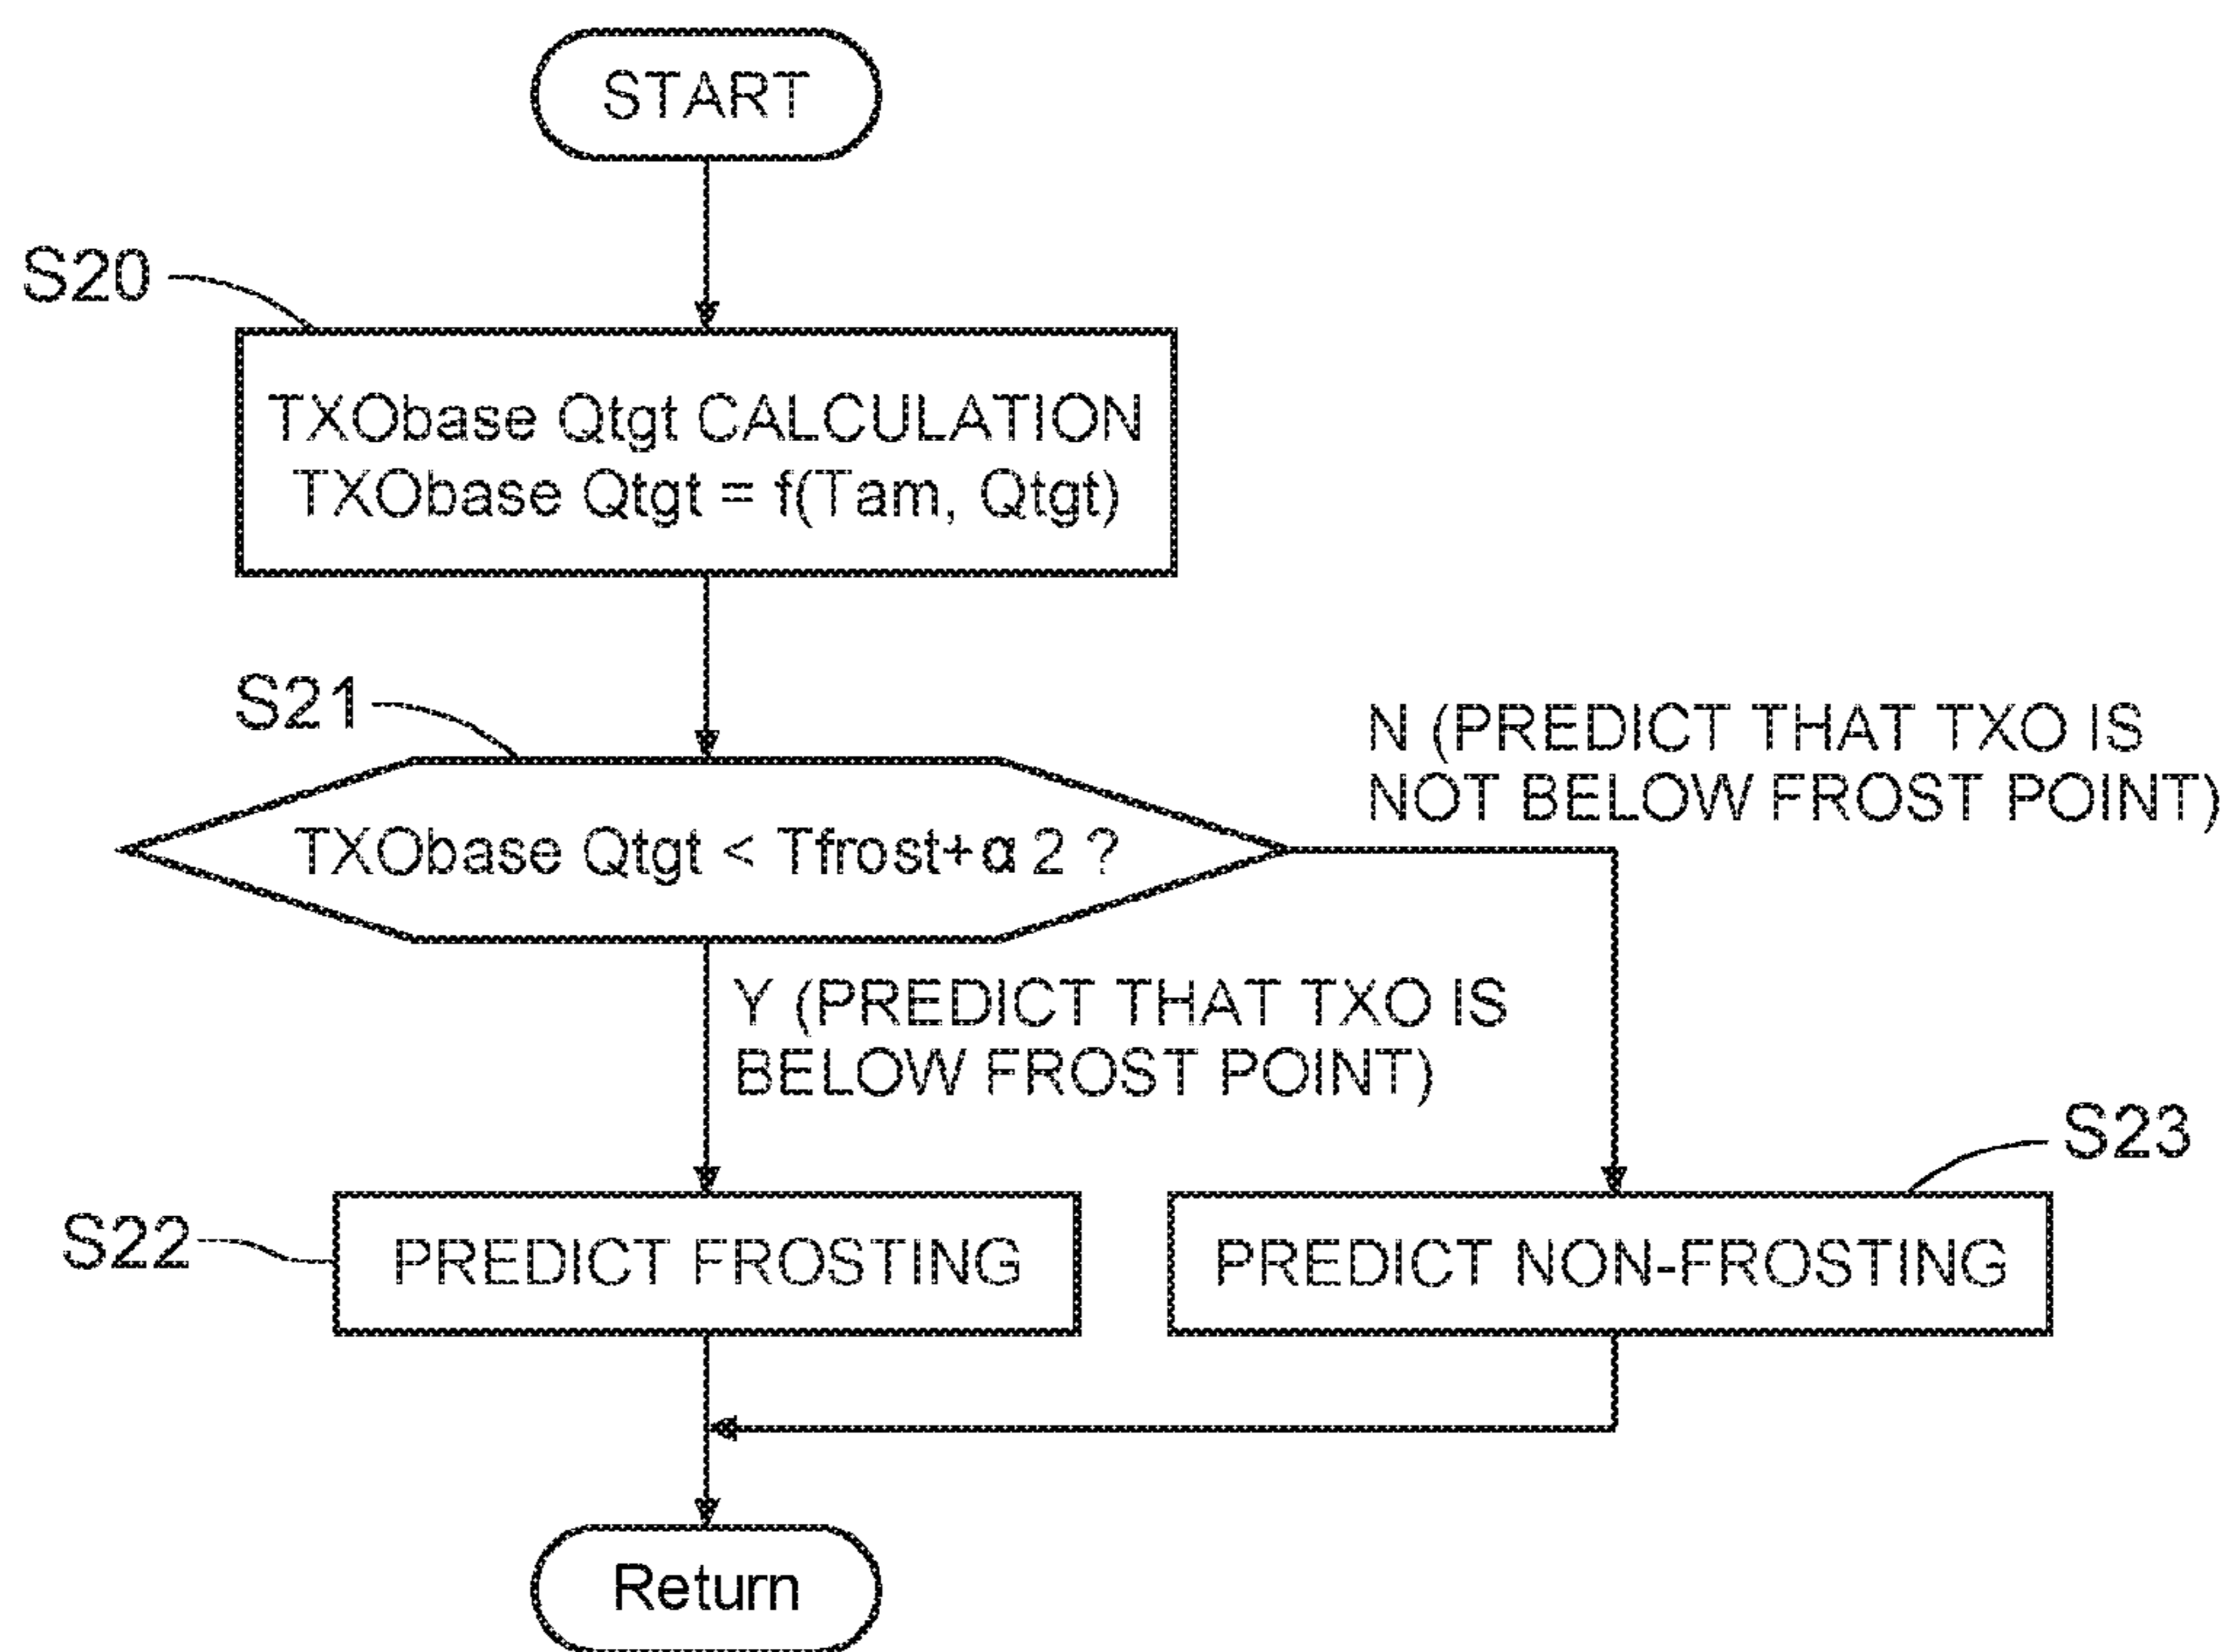 START
S20
TXObase Qtgt CALCULATION
TXObase Qtgt = f(Tam, Qtgt)
S21
TXObase Qtgt < Tfrost+α 2 ?
N (PREDICT THAT TXO IS
NOT BELOW FROST POINT)
Y (PREDICT THAT TXO IS
BELOW FROST POINT)
S22
PREDICT FROSTING
S23
PREDICT NON-FROSTING
Return